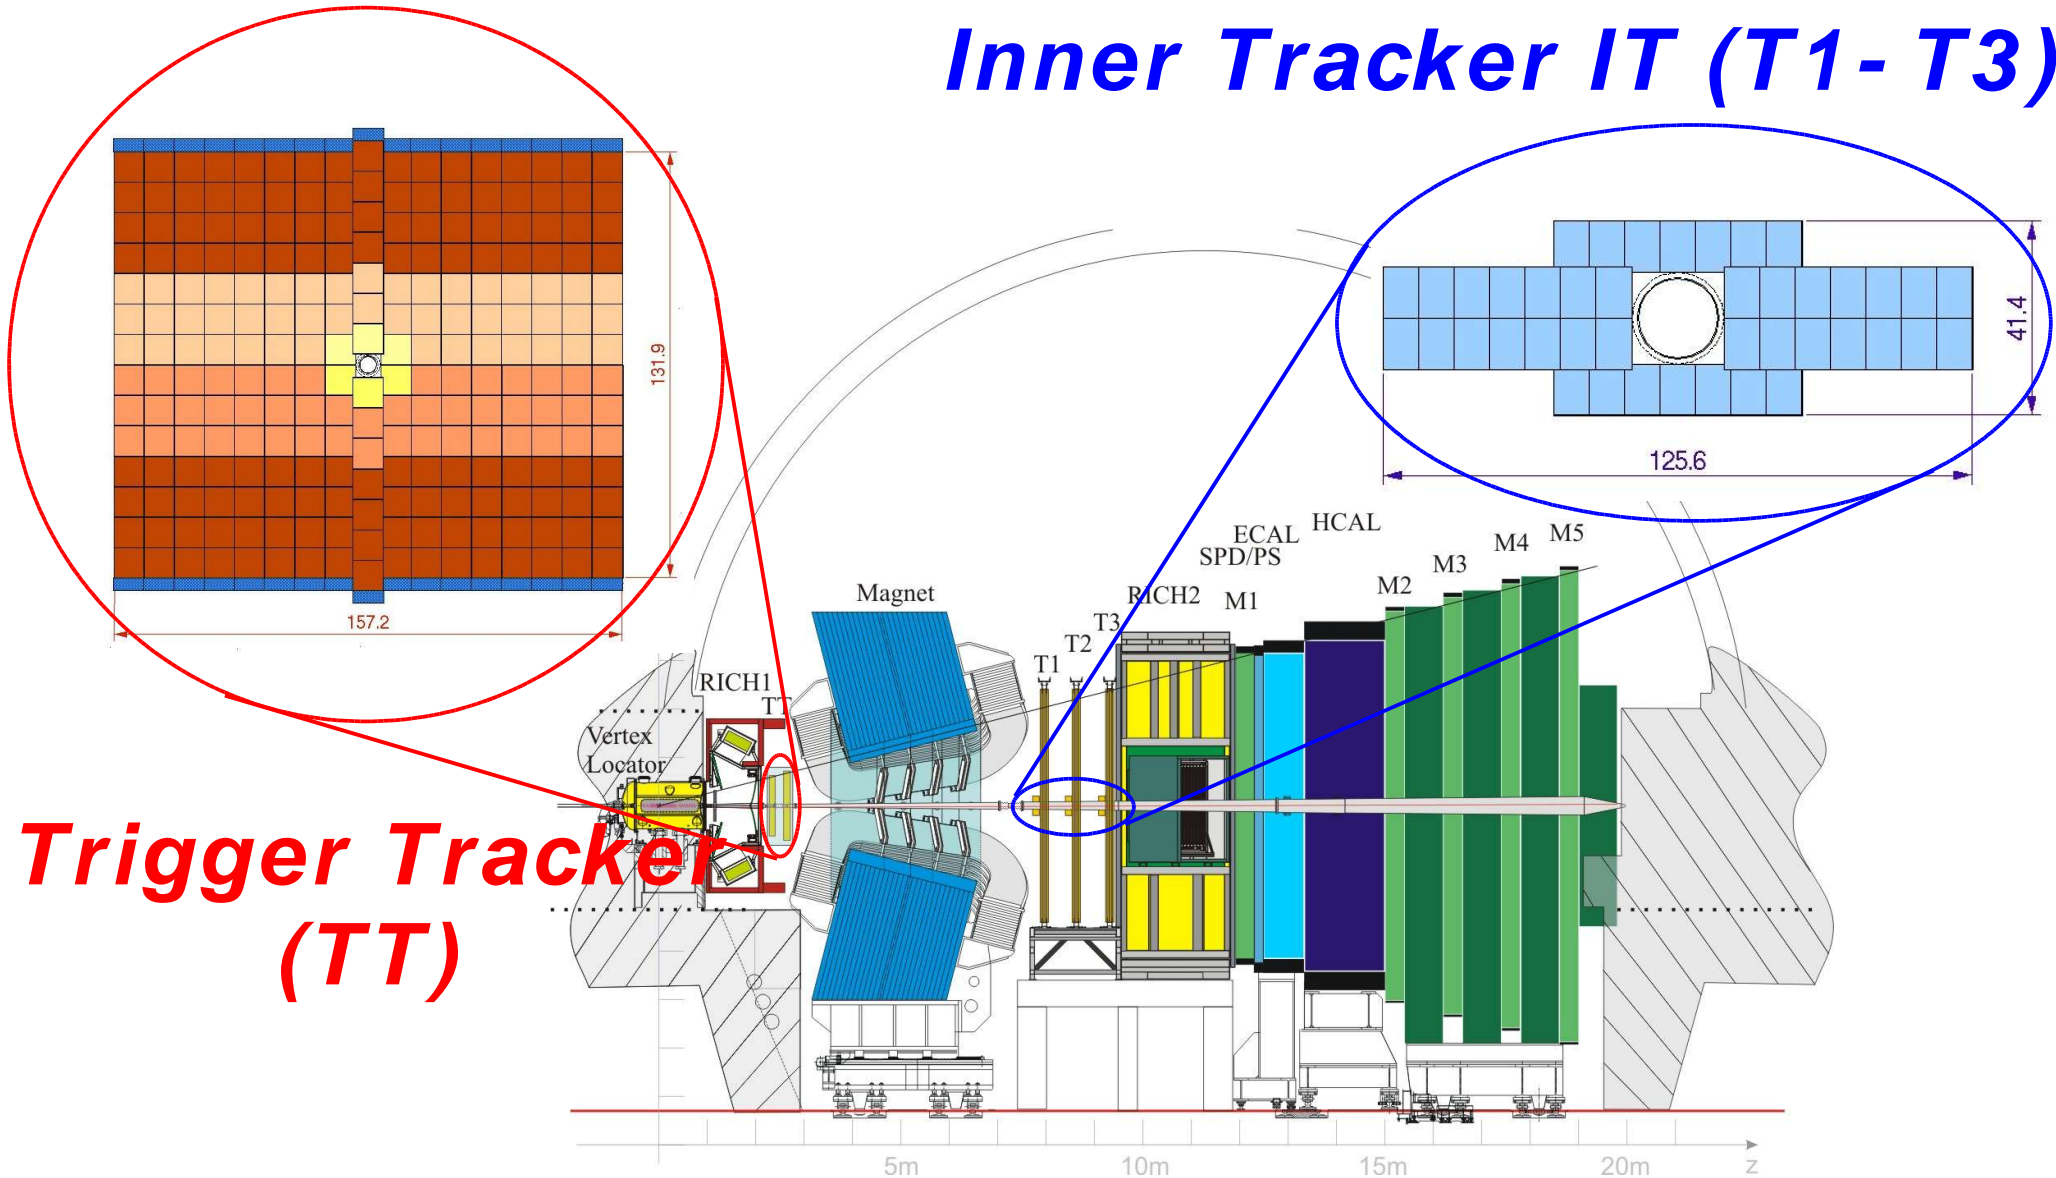 Inner Tracker IT (T1- T3)
131.9
157.2
41.4
125.6
HCAL
ECAL
SPD/PS
M5
M4
M3
M2
M1
RICH2
Magnet
T3
T2
T1
RICH1
TT
Vertex
Locator
Trigger Tracker
(TT)
5m
10m
15m
20m
z